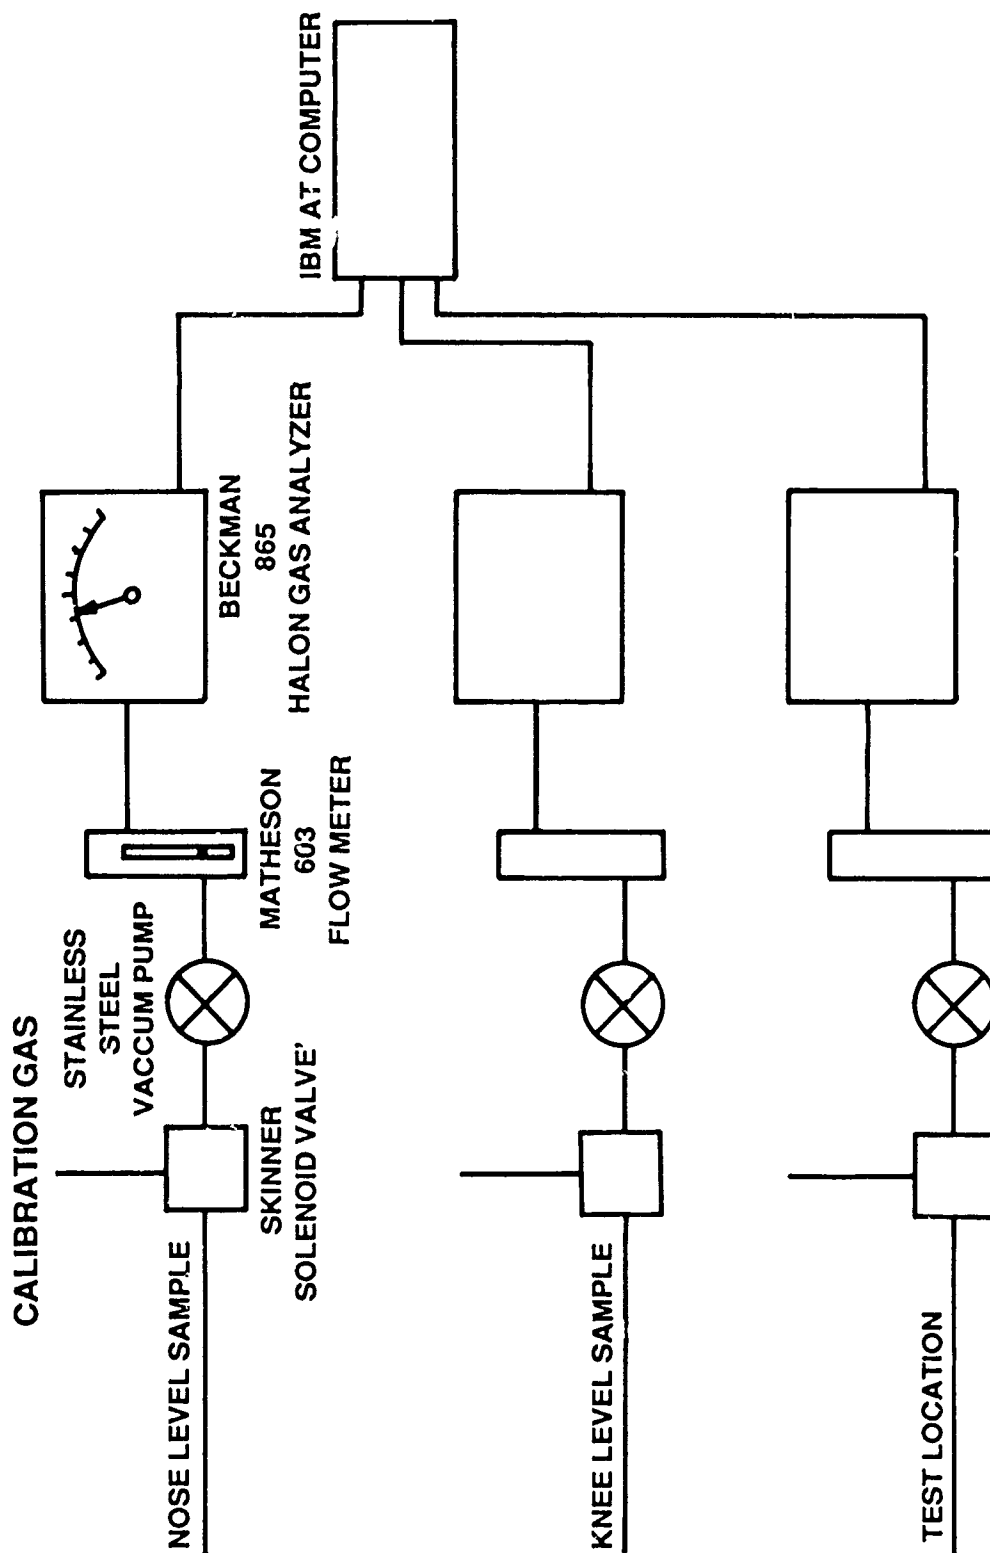 CALIBRATION GAS
STAINLESS
STEEL
VACCUM PUMP
NOSE LEVEL SAMPLE
SKINNER
SOLENOID VALVE'
MATHESON
603
FLOW METER
BECKMAN
865
HALON GAS ANALYZER
IBM AT COMPUTER
KNEE LEVEL SAMPLE
TEST LOCATION